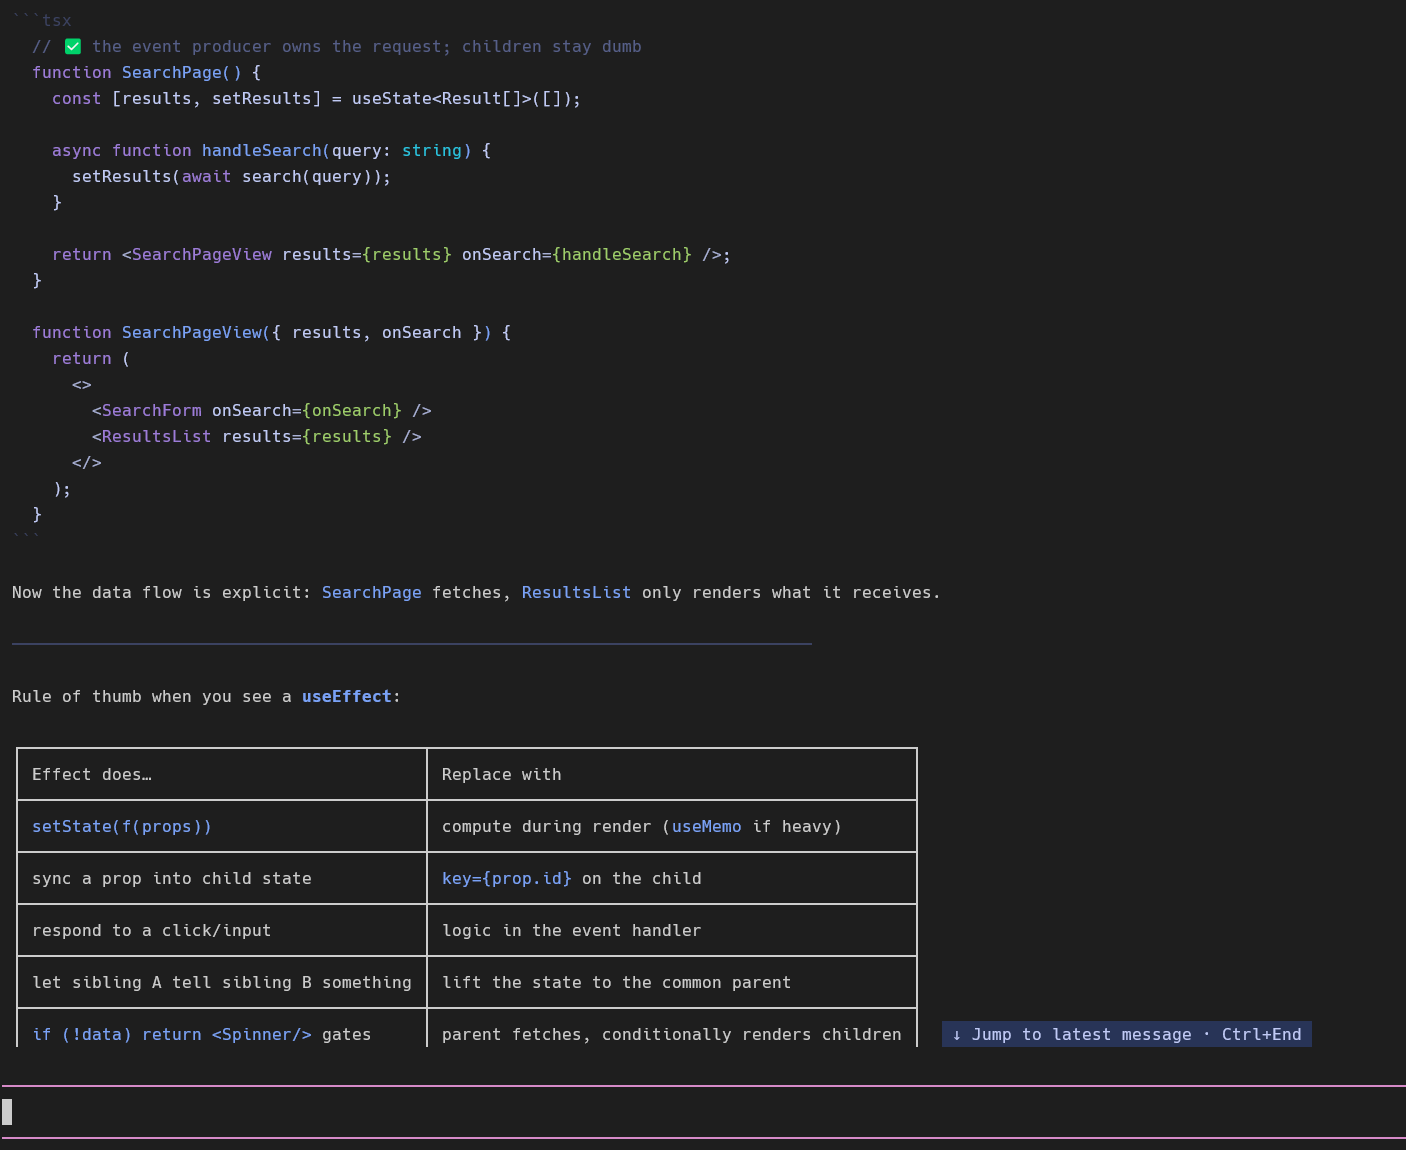 ```tsx
// ✅ the event producer owns the request; children stay dumb
function SearchPage() {
const [results, setResults] = useState<Result[]>([]);
async function handleSearch(query: string) {
setResults(await search(query));
}
return <SearchPageView results={results} onSearch={handleSearch} />;
}
function SearchPageView({ results, onSearch }) {
return (
<>
<SearchForm onSearch={onSearch} />
<ResultsList results={results} />
</>
);
}
```
Now the data flow is explicit: SearchPage fetches, ResultsList only renders what it receives.
Rule of thumb when you see a useEffect:
Effect does… Replace with
setState(f(props)) compute during render (useMemo if heavy)
sync a prop into child state key={prop.id} on the child
respond to a click/input logic in the event handler
let sibling A tell sibling B something lift the state to the common parent
if (!data) return <Spinner/> gates parent fetches, conditionally renders children
↓ Jump to latest message · Ctrl+End